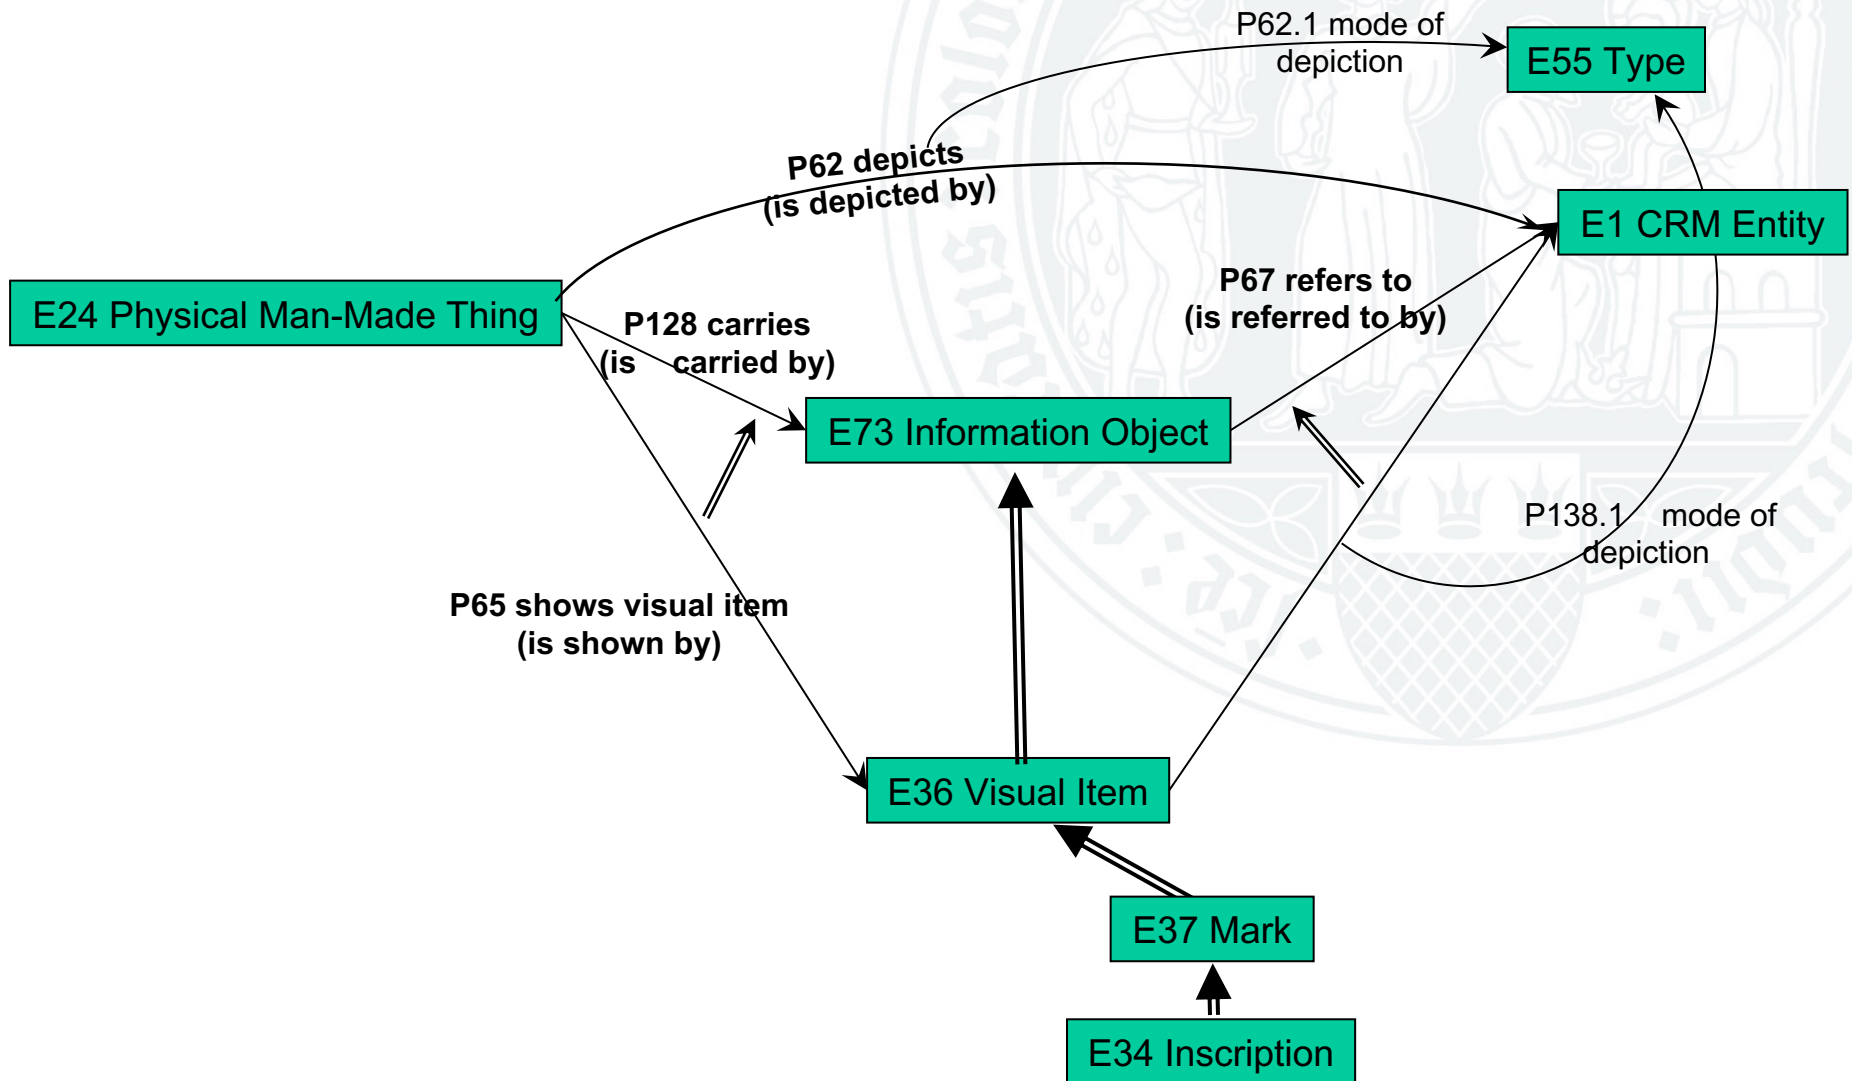 P62.1 mode of
depiction
E55 Type
P62 depicts
(is depicted by)
E1 CRM Entity
E24 Physical Man-Made Thing
P67 refers to
(is referred to by)
P128 carries
(is carried by)
E73 Information Object
P138.1 mode of
depiction
P65 shows visual item
(is shown by)
E36 Visual Item
E37 Mark
E34 Inscription